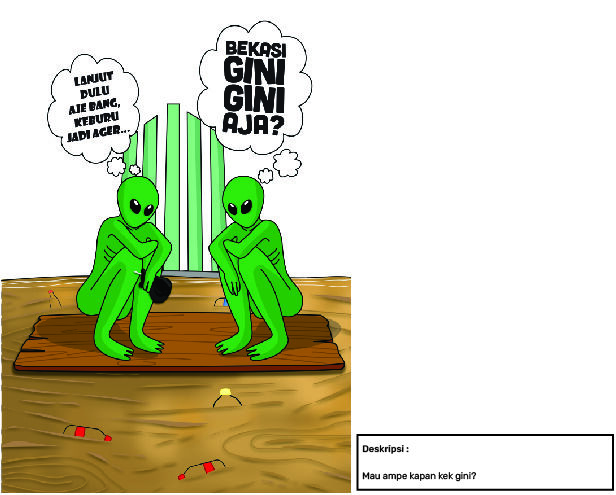 LANJUT
DULU
AJE BANG,
KEBURU
JADI AGER...
BEKASI
GINI
GINI
AJA?
Deskripsi :
Mau ampe kapan kek gini?